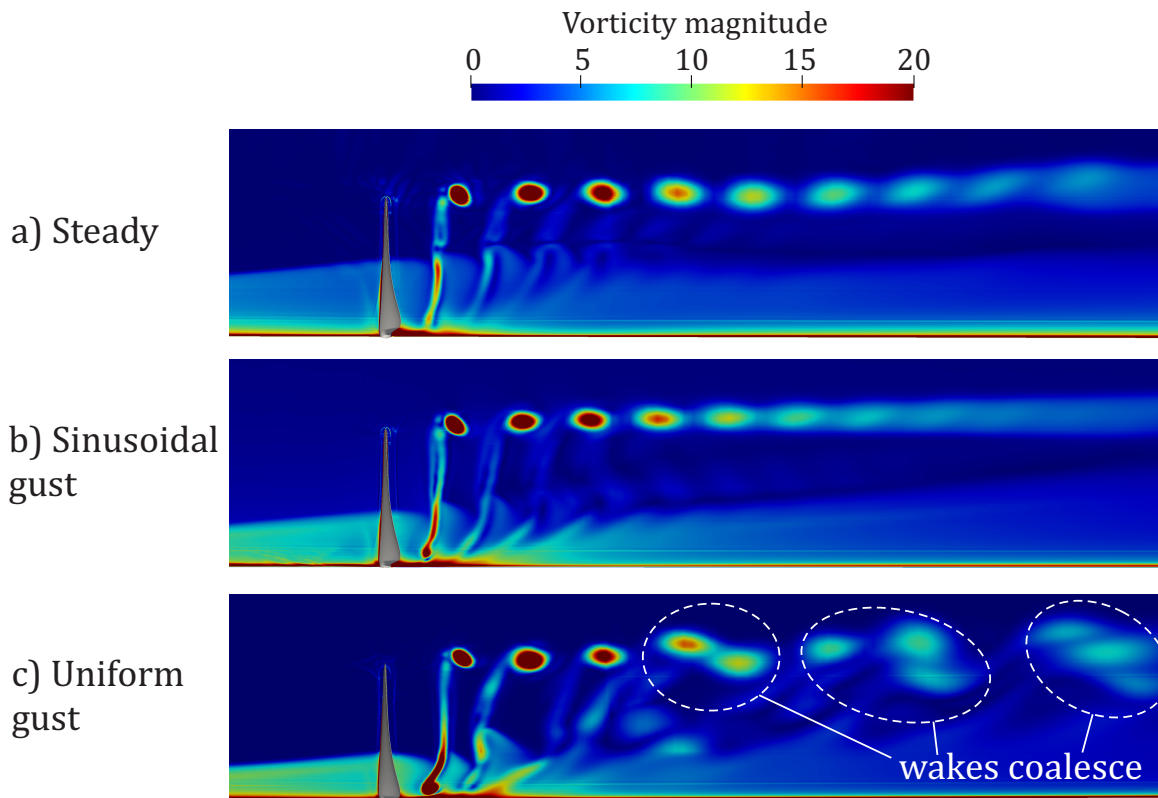 Vorticity magnitude
0 5 10 15 20
a) Steady
b) Sinusoidal
gust
c) Uniform
gust
wakes coalesce